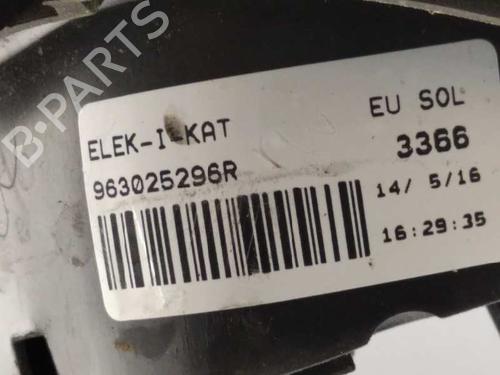 B-PARTS
ELEK-I-KAT
EU SOL
963025296R
3366
14/ 5/16
16:29:35